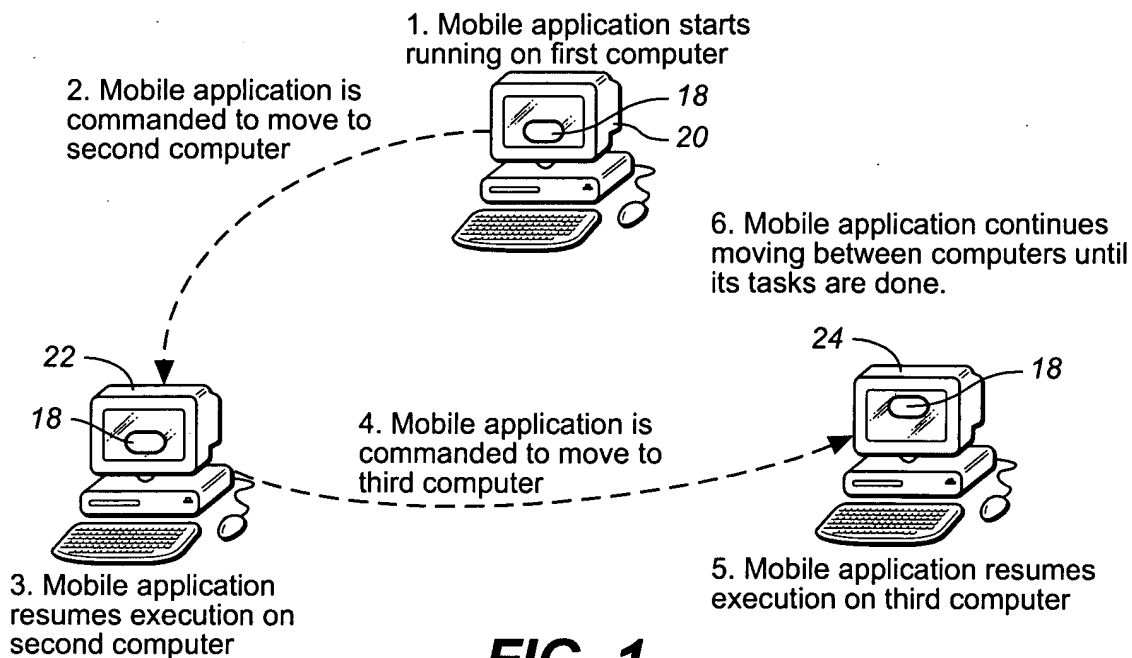 1. Mobile application starts
running on first computer
2. Mobile application is
commanded to move to
second computer
18
20
6. Mobile application continues
moving between computers until
its tasks are done.
22
18
24
18
4. Mobile application is
commanded to move to
third computer
3. Mobile application
resumes execution on
second computer
5. Mobile application resumes
execution on third computer
FIG. 1